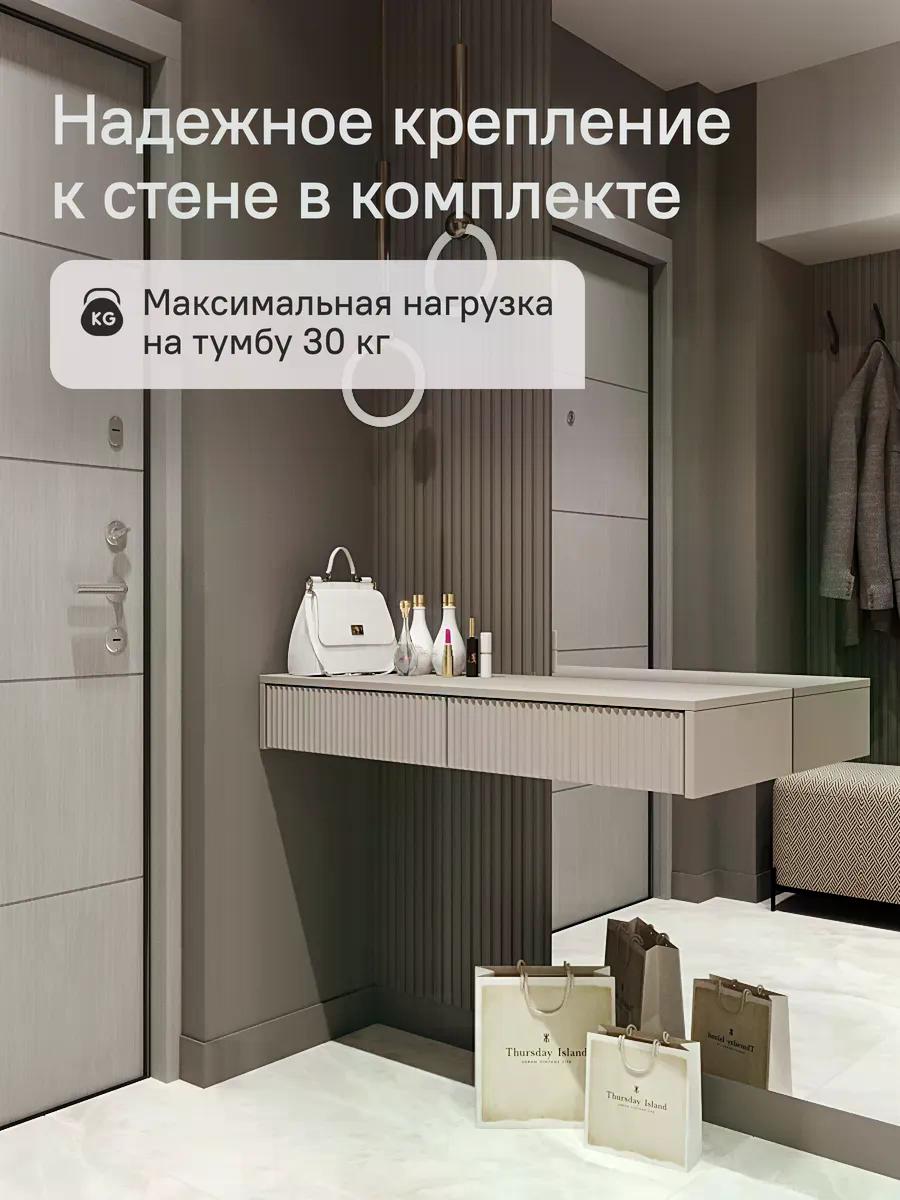 Надежное крепление
к стене в комплекте
KG
Максимальная нагрузка
на тумбу 30 кг
Thursday Island
Thursday Island
Thursday Island